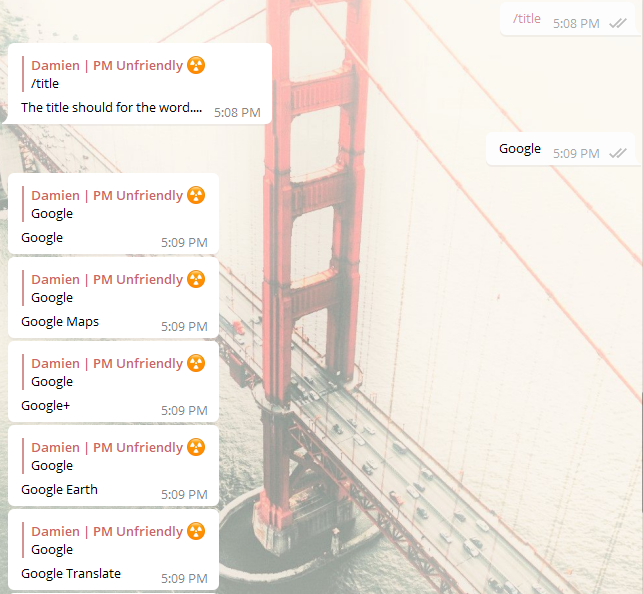 /title 5:08 PM
Damien | PM Unfriendly ☢
/title
The title should for the word.... 5:08 PM
Google 5:09 PM
Damien | PM Unfriendly ☢
Google
Google 5:09 PM
Damien | PM Unfriendly ☢
Google
Google Maps 5:09 PM
Damien | PM Unfriendly ☢
Google
Google+ 5:09 PM
Damien | PM Unfriendly ☢
Google
Google Earth 5:09 PM
Damien | PM Unfriendly ☢
Google
Google Translate 5:09 PM